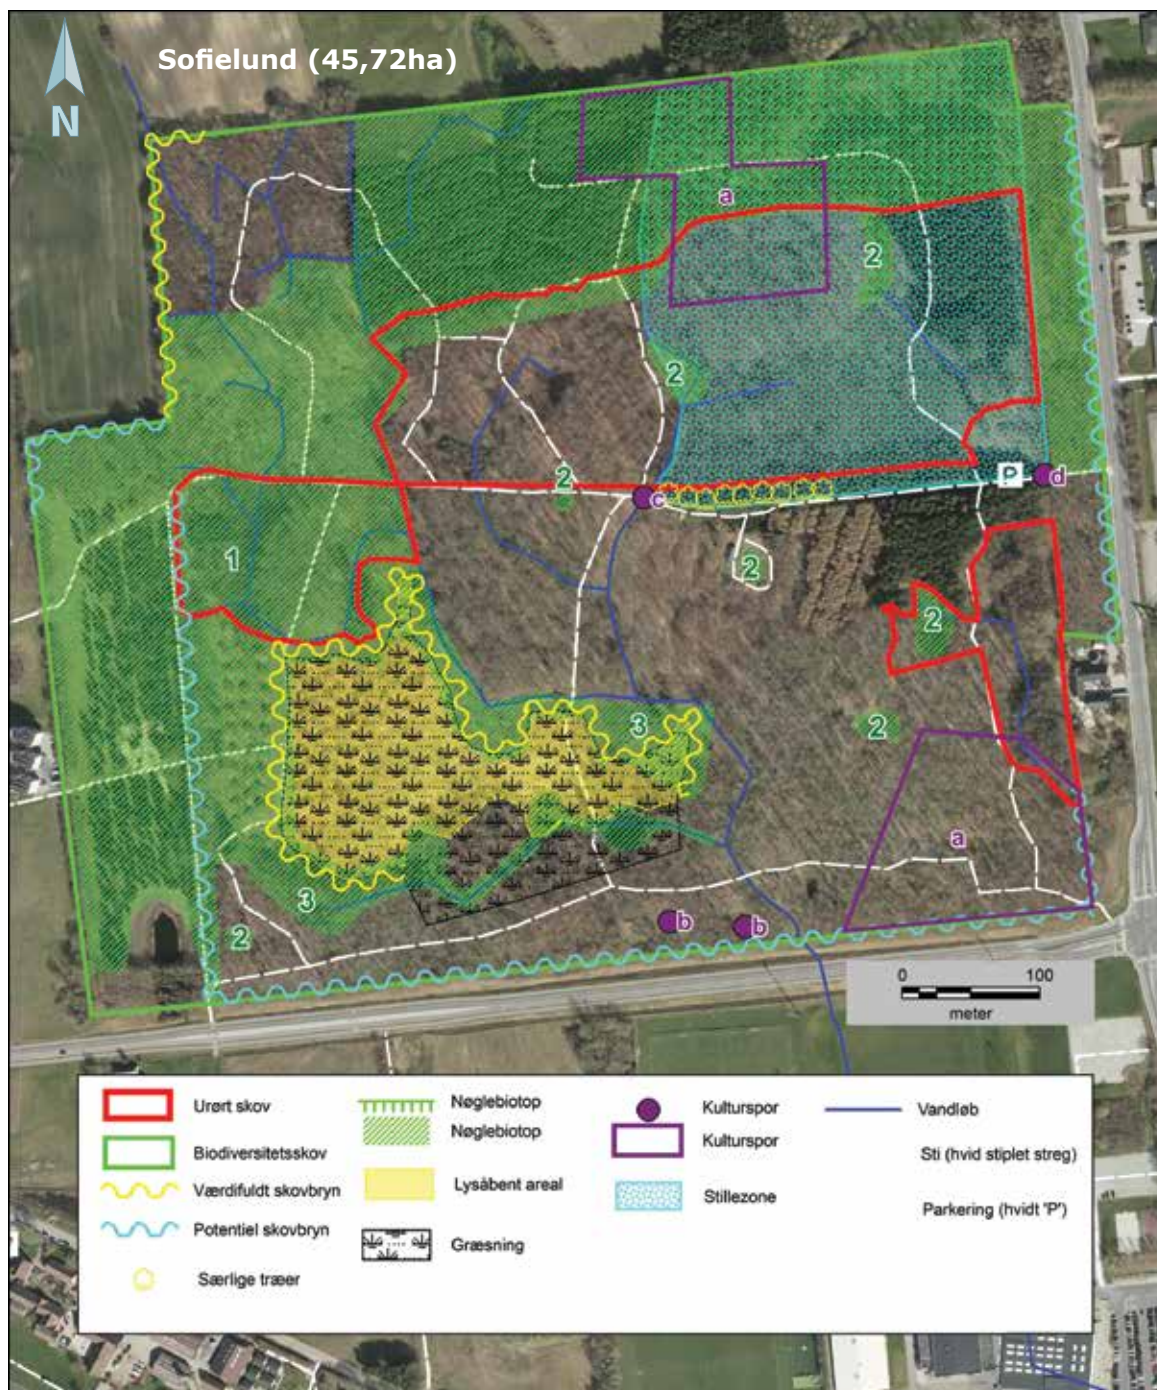 Sofielund (45,72ha)
N
a
2
2
2
P
d
c
1
2
2
3
2
a
3
2
b
b
0 100
meter
Urørt skov
Biodiversitetsskov
Værdifuldt skovbryn
Potentiel skovbryn
Særlige træer
Nøglebiotop
Nøglebiotop
Lysåbent areal
Græsning
Kulturspor
Kulturspor
Stillezone
Vandløb
Sti (hvid stiplet streg)
Parkering (hvidt 'P')